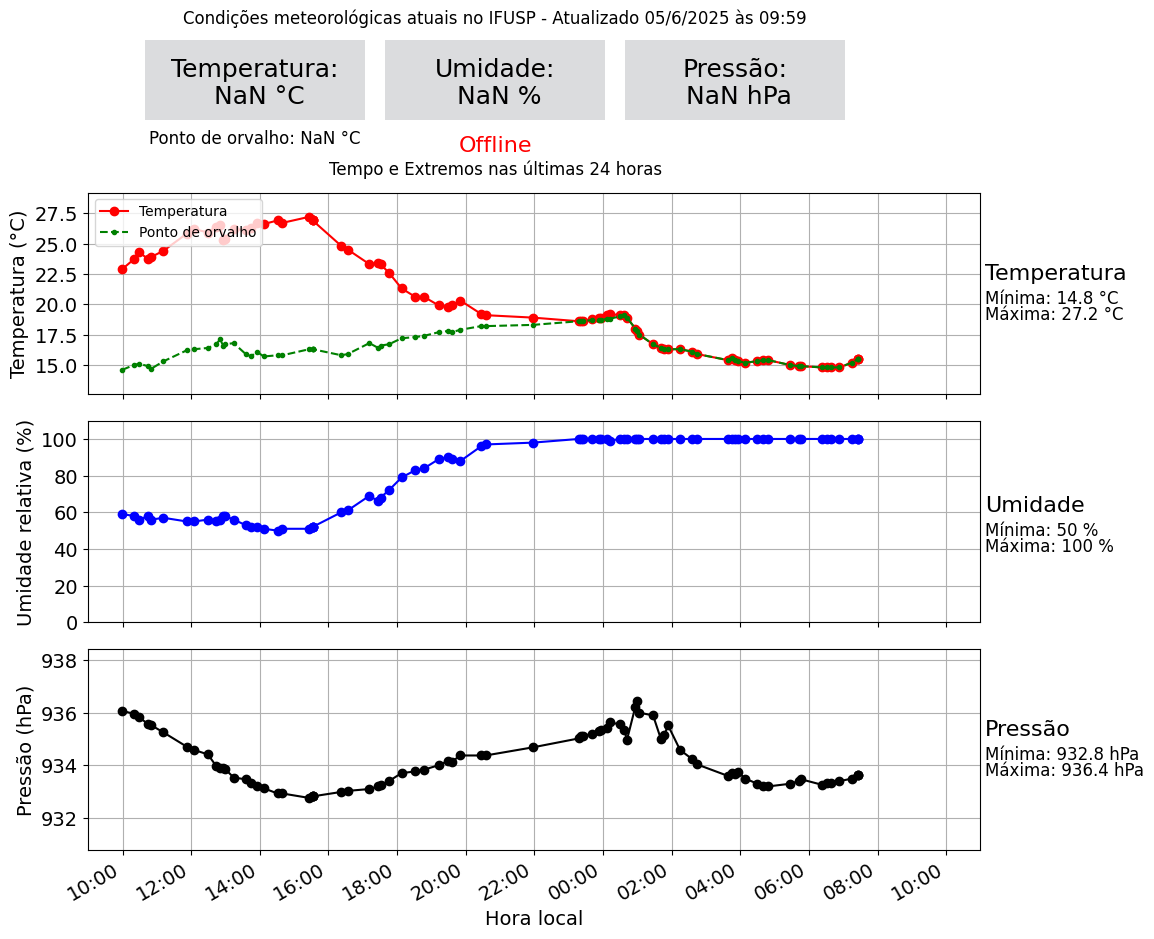 Condições meteorológicas atuais no IFUSP - Atualizado 05/6/2025 às 09:59
Temperatura:
NaN °C
Umidade:
NaN %
Pressão:
NaN hPa
Ponto de orvalho: NaN °C
Offline
Tempo e Extremos nas últimas 24 horas
Temperatura (°C)
27.5
25.0
22.5
20.0
17.5
15.0
Temperatura
Ponto de orvalho
Temperatura
Mínima: 14.8 °C
Máxima: 27.2 °C
Umidade relativa (%)
100
80
60
40
20
0
Umidade
Mínima: 50 %
Máxima: 100 %
Pressão (hPa)
938
936
934
932
Pressão
Mínima: 932.8 hPa
Máxima: 936.4 hPa
10:00
12:00
14:00
16:00
18:00
20:00
22:00
00:00
02:00
04:00
06:00
08:00
10:00
Hora local